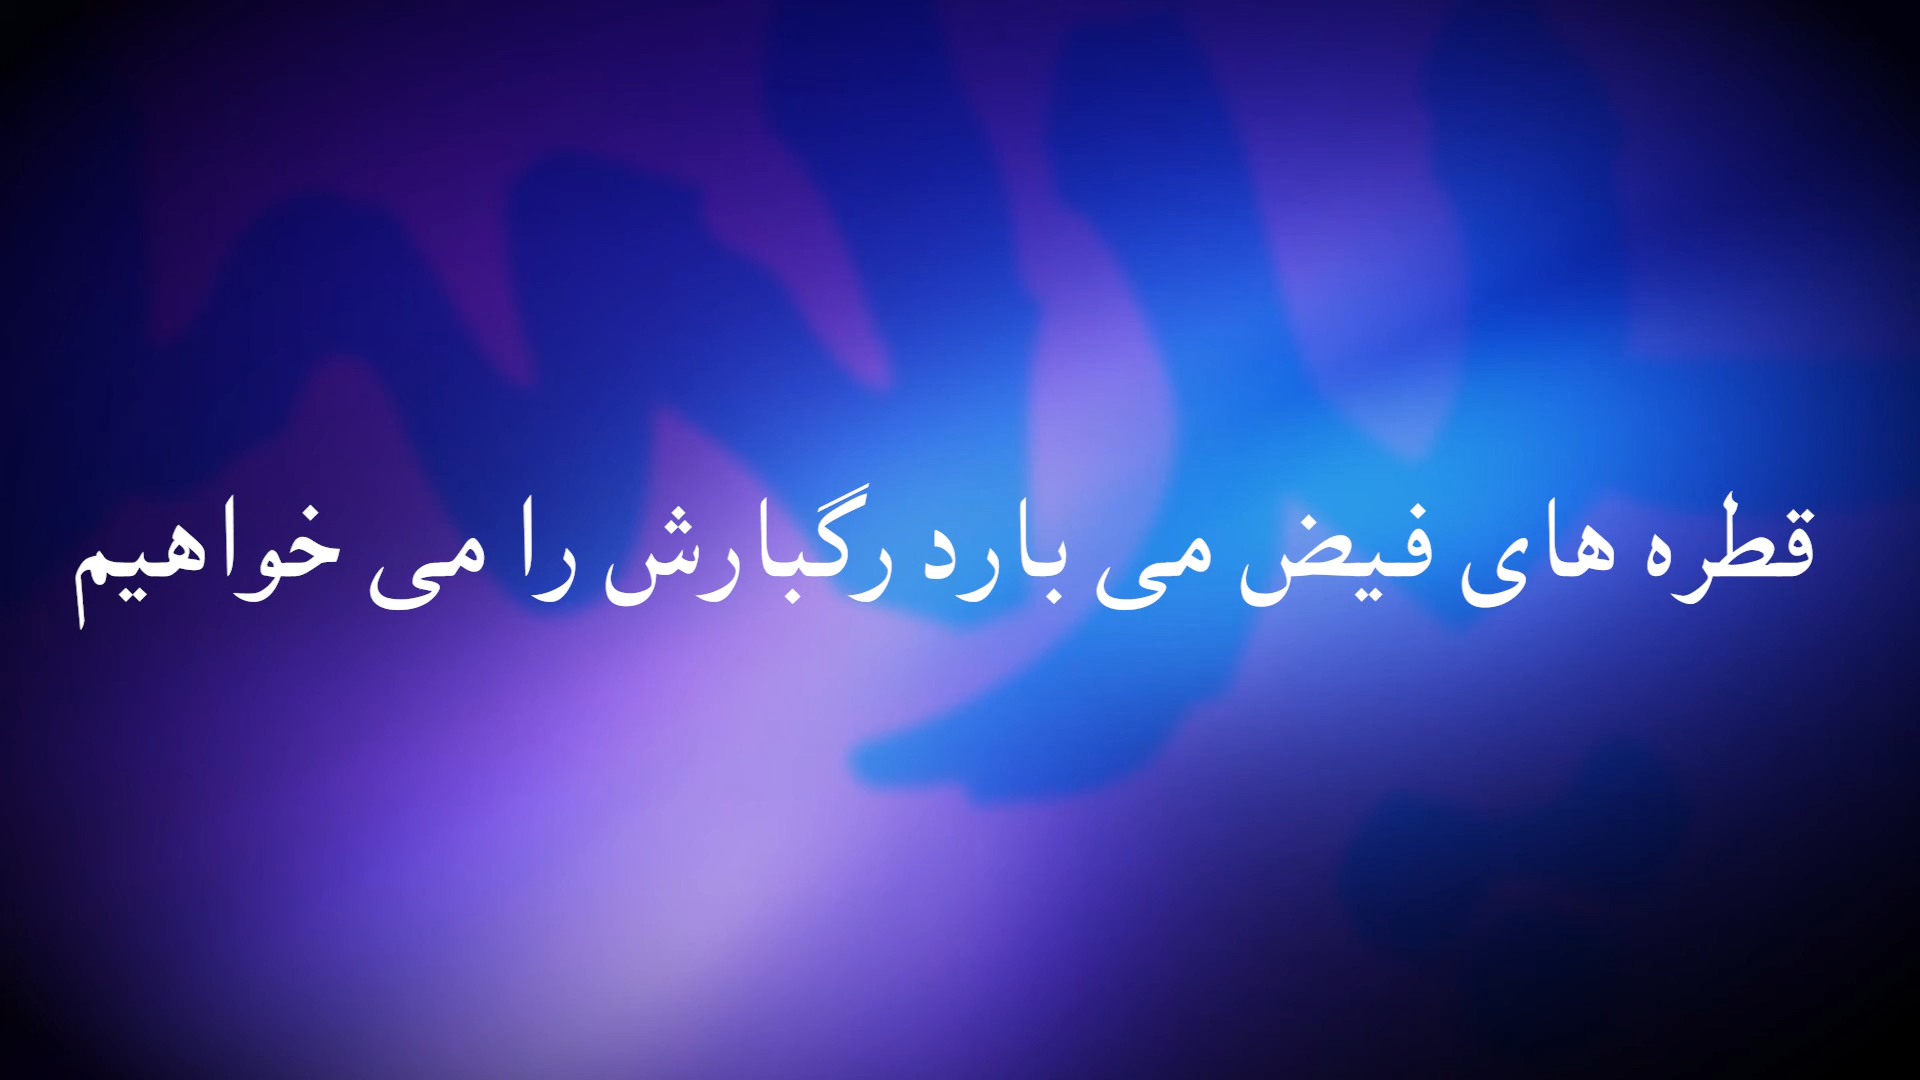 قطره های فیض می بارد رگبارش را می خواهیم